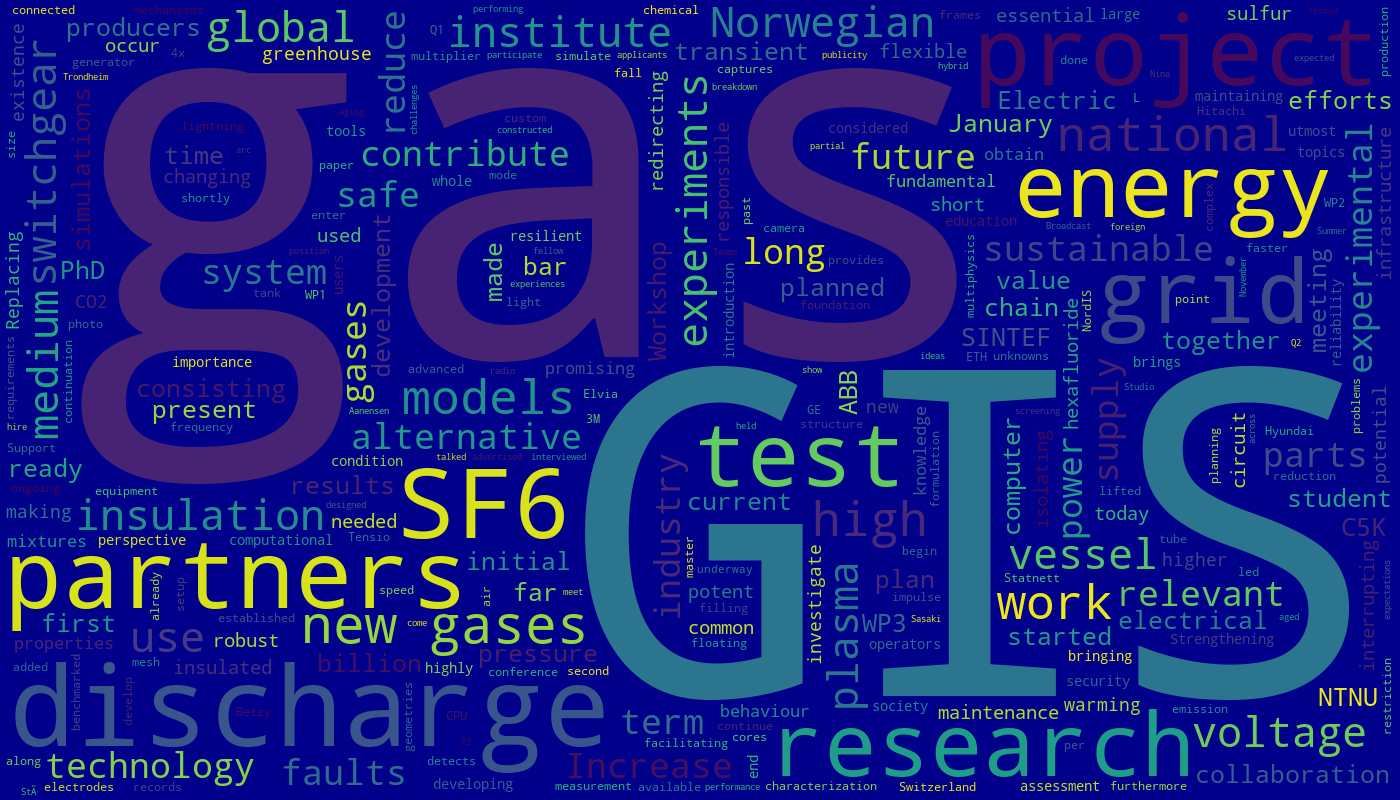 connected
mechanisms
producers
global
occur
4x
generator
greenhouse
Trondheim
existence
switchgear
size
simulations
reduce
Q1
institute
multiplier
participate
simulate
applicants
performing
chemical
Norwegian
transient
flexible
publicity
frames
hybrid
essential
large
sulfur
tested
expected
production
project
Nina
done
Electric
L
maintaining
Hitachi
efforts
gas
lightning
arc
time
changing
shortly
tools
paper
challenges
contribute
safe
fall
custom
constructed
whole
mode
work
captures
breakdown
redirecting
experiments
responsible
considered
partial
future
fundamental
January
obtain
short
education
national
utmost
topics
energy
complex
WP2
Summer
infrastructure
experimental
Broadcast
foreign
faster
sustainable
grid
November
point
meeting
reliability
Replacing
PhD
CO2
photo
medium
requirements
continuation
system
tank
WP1
enter
used
position
users
development
gases
resilient
fellow
bar
experiences
light
made
Workshop
past
camera
Teams
long
provides
planned
foundation
introduction
multiphysics
value
chain
SINTEF
ETH
unknowns
NordIS
hexafluoride
together
Q2
brings
importance
consisting
present
frequency
Aanensen
advanced
radio
promising
models
Elvia
3M
alternative
condition
talked
advertised
interviewed
hire
Support
ready
ongoing
equipment
making
insulation
mixtures
perspective
computational
results
designed
needed
Tensio
SF6
GIS
show
GE
structure
ABB
new
held
test
knowledge
formulation
current
industry
high
begin
ideas
screening
computer
isolating
power
supply
Studio
across
circuit
planning
Hyundai
problems
potential
parts
reduction
lifted
today
student
C5K
tube
higher
vessel
Statnett
work
relevant
led
aged
electrical
Strengthening
started
bringing
interrupting
expectations
security
warming
NTNU
restriction
partners
already
setup
speed
initial
far
air
meet
first
established
new gases
come
properties
use
robust
mesh
added
insulated
billion
pressure
highly
conference
second
master
underway
potent
filling
common
floating
investigate
plasma
plan
impulse
WP3
Sasaki
operators
discharge
benchmarked
develop
Betzy
geometries
CPU
P2
detects
developing
term
facilitating
behaviour
continue
cores
society
maintenance
emission
research
per
voltage
along
technology
StÃ
electrodes
records
faults
Increase
end
measurement
available
performance
characterization
Switzerland
assessment
furthermore
collaboration